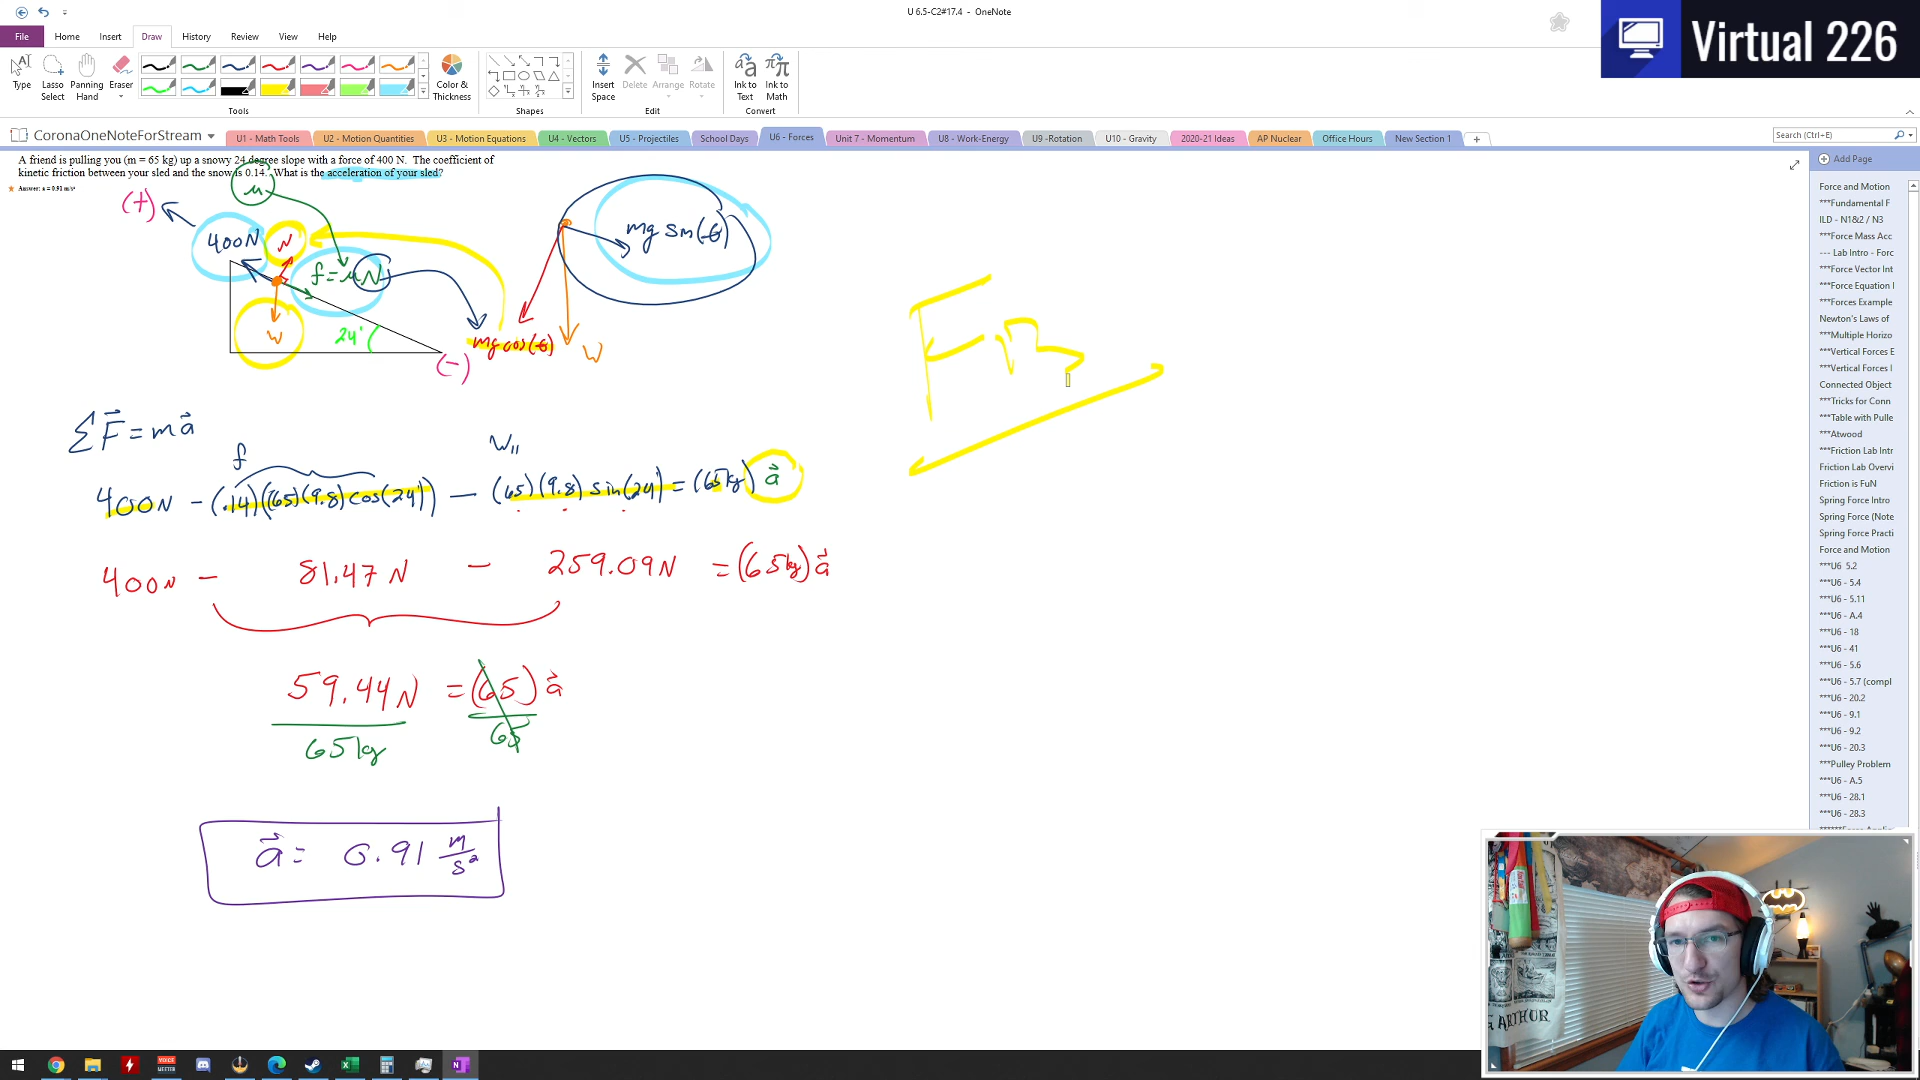 U 6.5-C2#17.4 - OneNote
Virtual 226
File Home Insert Draw History Review View Help
Type Lasso Select Panning Hand Eraser Color & Thickness Insert Space Delete Arrange Rotate Ink to Text Ink to Math
Tools Shapes Edit Convert
CoronaOneNoteForStream U1 - Math Tools U2 - Motion Quantities U3 - Motion Equations U4 - Vectors U5 - Projectiles School Days U6 - Forces Unit 7 - Momentum U8 - Work-Energy U9 -Rotation U10 - Gravity 2020-21 Ideas AP Nuclear Office Hours New Section 1 Search (Ctrl+E)
A friend is pulling you (m = 65 kg) up a snowy 24 degree slope with a force of 400 N. The coefficient of
kinetic friction between your sled and the snow is 0.14. What is the acceleration of your sled?
Answer: a = 0.91 m/s²
μ
(+)
400N N
f=μN
W
24°
(-)
mg sin(θ)
mg cos(θ)
W
ΣF⃗=ma⃗
f W||
400N - (.14)((65)(9.8)cos(24)) - (65)(9.8) sin(24) = (65kg) a⃗
400N - 81.47 N - 259.09N = (65kg) a⃗
59.44N = (65) a⃗
65kg 65
a⃗ = 0.91 m/s²
Add Page
Force and Motion
***Fundamental F
ILD - N1&2 / N3
***Force Mass Acc
--- Lab Intro - Forc
***Force Vector Int
***Force Equation I
***Forces Example
Newton's Laws of
***Multiple Horizo
***Vertical Forces E
***Vertical Forces I
Connected Object
***Tricks for Conn
***Table with Pulle
***Atwood
***Friction Lab Intr
Friction Lab Overvi
Friction is FuN
Spring Force Intro
Spring Force (Note
Spring Force Practi
Force and Motion
***U6 5.2
***U6 - 5.4
***U6 - 5.11
***U6 - A.4
***U6 - 18
***U6 - 41
***U6 - 5.6
***U6 - 5.7 (compl
***U6 - 20.2
***U6 - 9.1
***U6 - 9.2
***U6 - 20.3
***Pulley Problem
***U6 - A.5
***U6 - 28.1
***U6 - 28.3
ARTHOR